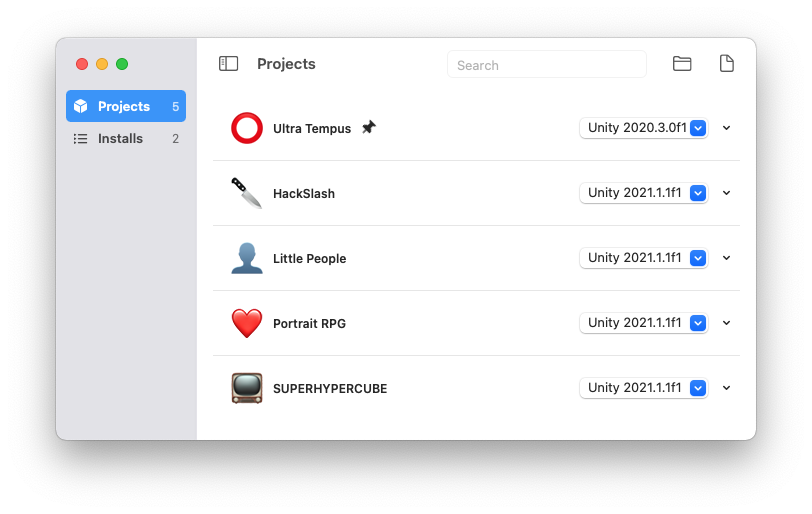 Projects
Search
Projects 5
Installs 2
Ultra Tempus Unity 2020.3.0f1
HackSlash Unity 2021.1.1f1
Little People Unity 2021.1.1f1
Portrait RPG Unity 2021.1.1f1
SUPERHYPERCUBE Unity 2021.1.1f1